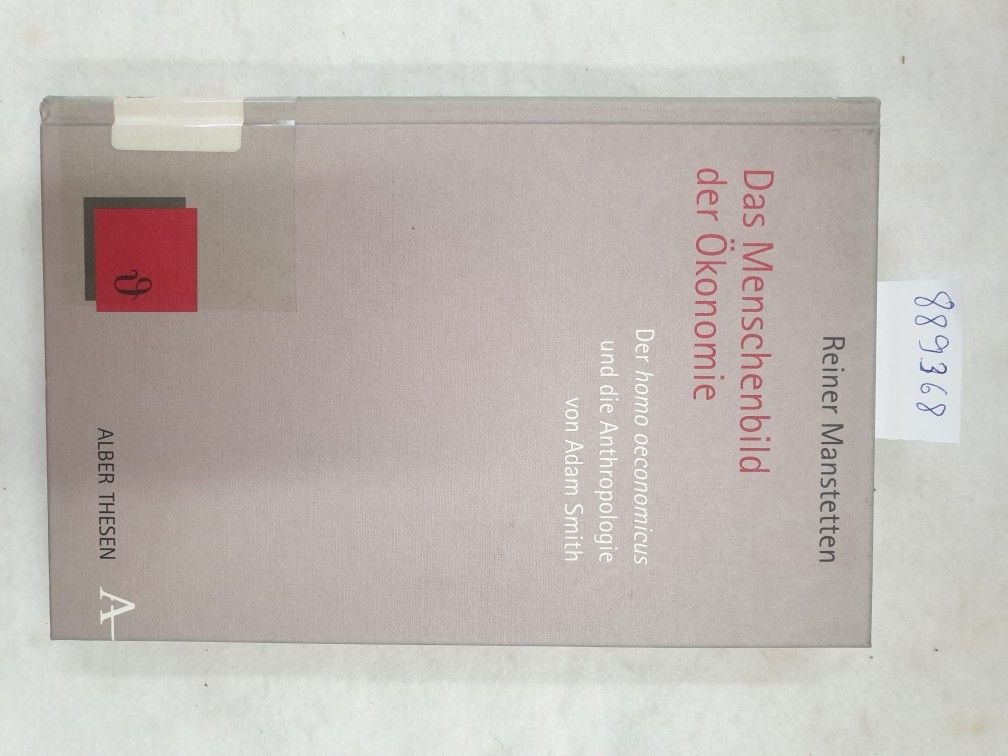 889368
Reiner Manstetten
Das Menschenbild
der Ökonomie
Der homo oeconomicus
und die Anthropologie
von Adam Smith
ϑ
ALBER THESEN
A